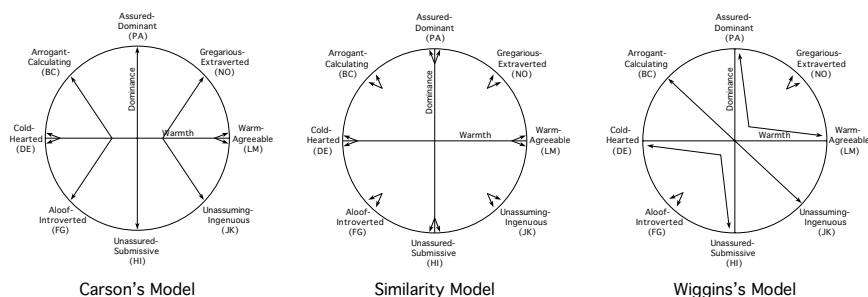 Assured-
Dominant
(PA)
Arrogant-
Calculating
(BC)
Gregarious-
Extraverted
(NO)
Dominance
Cold-
Hearted
(DE)
Warmth
Warm-
Agreeable
(LM)
Aloof-
Introverted
(FG)
Unassuming-
Ingenuous
(JK)
Unassured-
Submissive
(HI)
Carson's Model
Assured-
Dominant
(PA)
Arrogant-
Calculating
(BC)
Gregarious-
Extraverted
(NO)
Dominance
Cold-
Hearted
(DE)
Warmth
Warm-
Agreeable
(LM)
Aloof-
Introverted
(FG)
Unassuming-
Ingenuous
(JK)
Unassured-
Submissive
(HI)
Similarity Model
Assured-
Dominant
(PA)
Arrogant-
Calculating
(BC)
Gregarious-
Extraverted
(NO)
Dominance
Cold-
Hearted
(DE)
Warmth
Warm-
Agreeable
(LM)
Aloof-
Introverted
(FG)
Unassuming-
Ingenuous
(JK)
Unassured-
Submissive
(HI)
Wiggins's Model